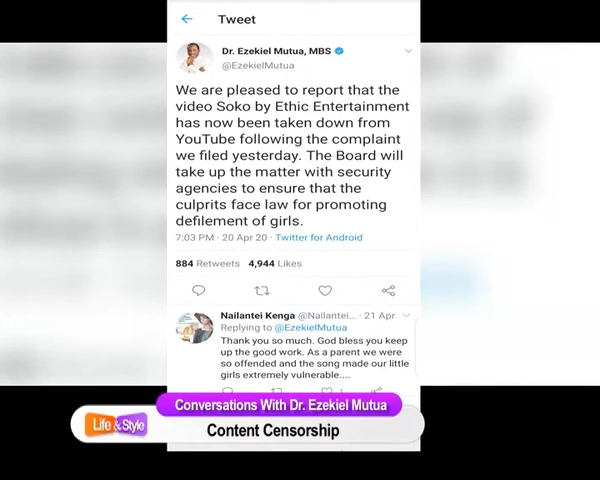 Tweet
Dr. Ezekiel Mutua, MBS
@EzekielMutua
We are pleased to report that the
video Soko by Ethic Entertainment
has now been taken down from
YouTube following the complaint
we filed yesterday. The Board will
take up the matter with security
agencies to ensure that the
culprits face law for promoting
defilement of girls.
7:03 PM · 20 Apr 20 · Twitter for Android
884 Retweets 4,944 Likes
Nailantei Kenga @Nailantei... · 21 Apr
Replying to @EzekielMutua
Thank you so much. God bless you keep
up the good work. As a parent we were
so offended and the song made our little
girls extremely vulnerable....
Conversations With Dr. Ezekiel Mutua
Life & Style
Content Censorship